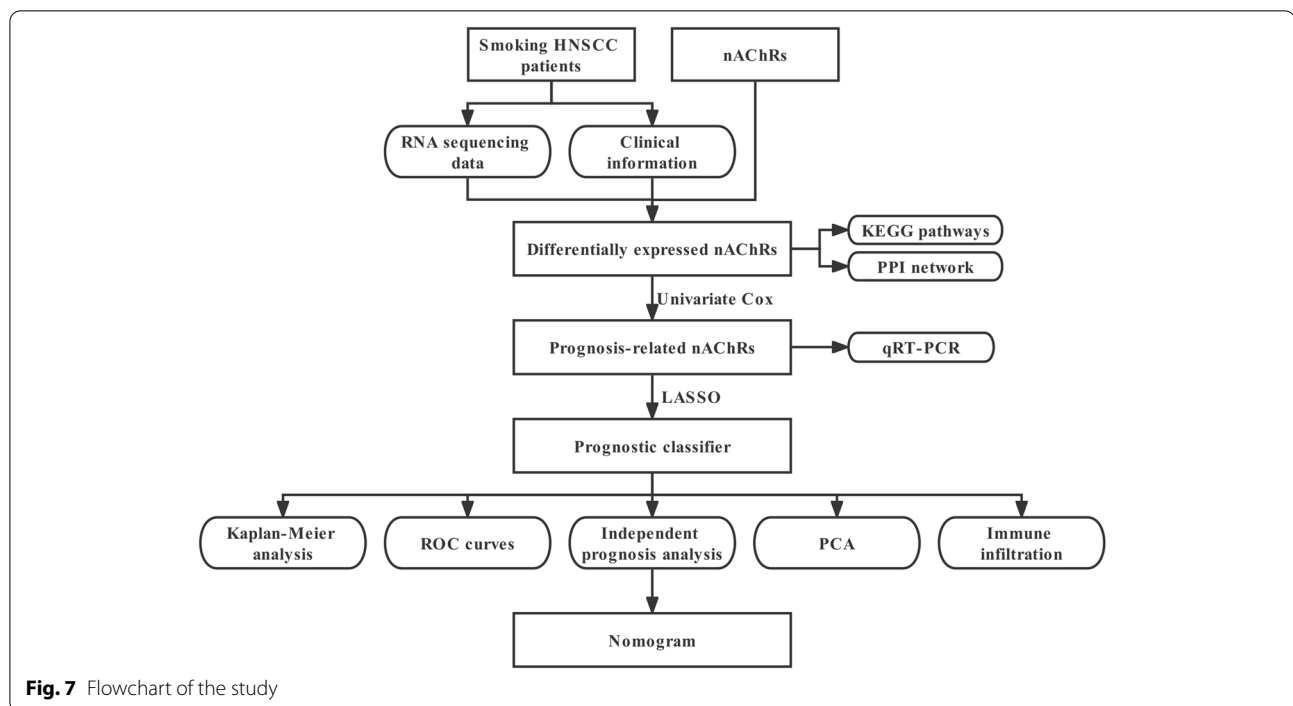 Smoking HNSCC
patients
nAChRs
RNA sequencing
data
Clinical
information
Differentially expressed nAChRs
KEGG pathways
PPI network
Univariate Cox
Prognosis-related nAChRs
qRT-PCR
LASSO
Prognostic classifier
Kaplan-Meier
analysis
ROC curves
Independent
prognosis analysis
PCA
Immune
infiltration
Nomogram
Fig. 7 Flowchart of the study